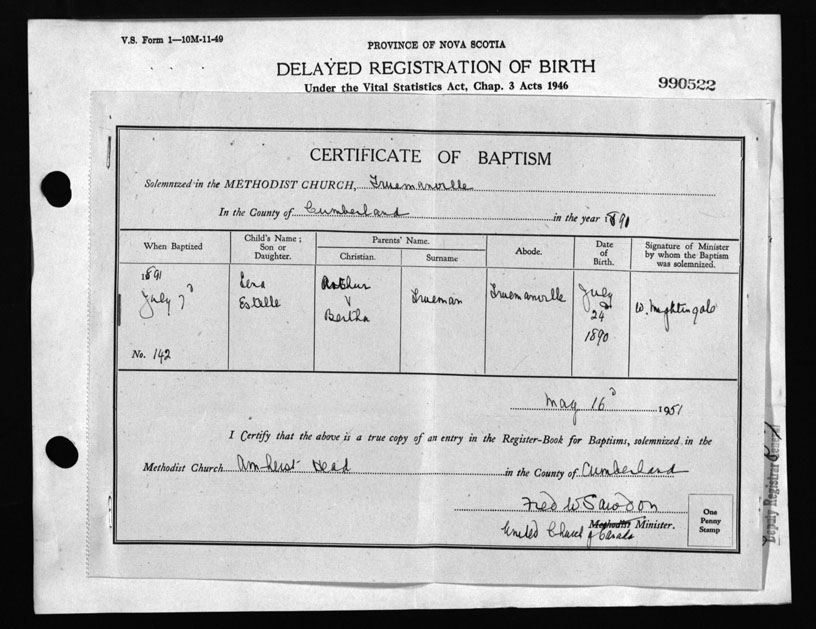 V.S. Form 1—10M-11-49
PROVINCE OF NOVA SCOTIA
DELAYED REGISTRATION OF BIRTH
Under the Vital Statistics Act, Chap. 3 Acts 1946
990522
CERTIFICATE OF BAPTISM
Solemnized in the METHODIST CHURCH, Truemanville
In the County of Cumberland in the year 1891
When Baptized
Child's Name; Son or Daughter.
Parents' Name.
Christian.
Surname
Abode.
Date of Birth.
Signature of Minister by whom the Baptism was solemnized.
1891
July 7
No. 142
Estelle
Arthur
Bertha
Trueman
Truemanville
July
24
1890
W. Nightingale
May 16 1951
I Certify that the above is a true copy of an entry in the Register-Book for Baptisms, solemnized in the
Methodist Church Amherst Head in the County of Cumberland
Fred W Sawdon
Methodist Minister.
United Church of Canada
One
Penny
Stamp
Deputy Registrar General